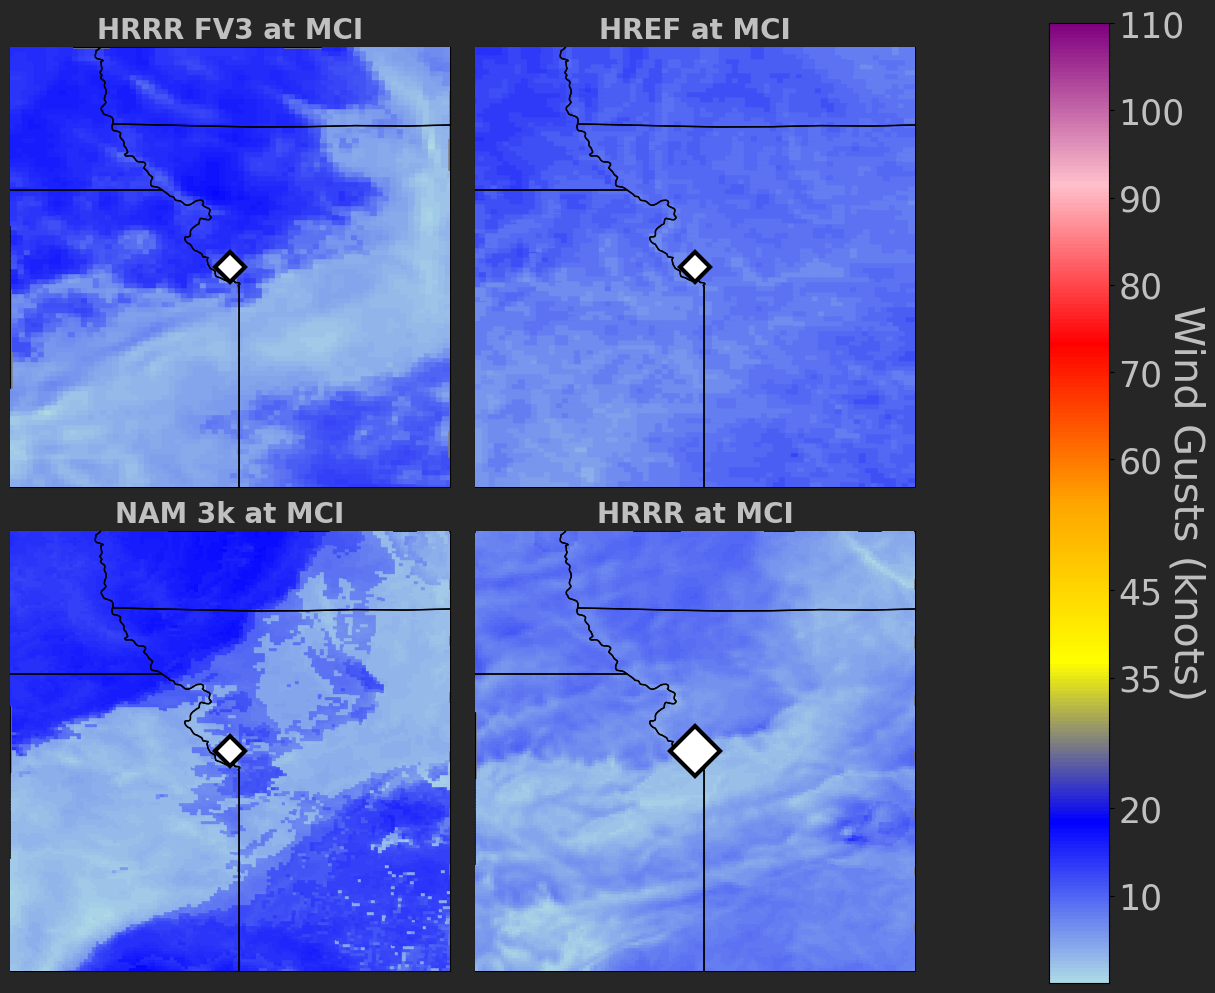 HRRR FV3 at MCI
HREF at MCI
NAM 3k at MCI
HRRR at MCI
110
100
90
80
70
60
45
35
20
10
Wind Gusts (knots)